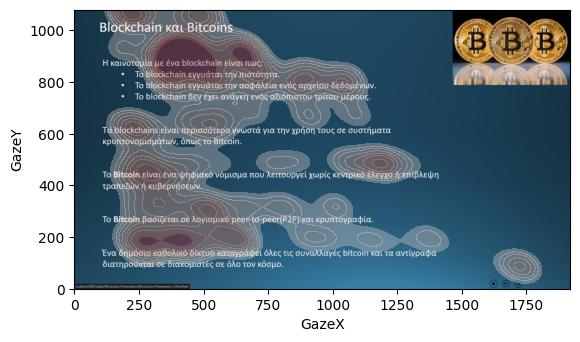 Blockchain και Bitcoins
Η καινοτομία με ένα blockchain είναι πως:
• Το blockchain εγγυάται την πιστότητα.
• Το blockchain εγγυάται την ασφάλεια ενός αρχείου δεδομένων.
• Το blockchain δεν έχει ανάγκη ενός αξιόπιστου τρίτου μέρους.
Τα blockchains είναι περισσότερο γνωστά για την χρήση τους σε συστήματα
κρυπτονομισμάτων, όπως το Bitcoin.
Το Bitcoin είναι ένα ψηφιακό νόμισμα που λειτουργεί χωρίς κεντρικό έλεγχο ή επίβλεψη
τραπεζών ή κυβερνήσεων.
Το Bitcoin βασίζεται σε λογισμικό peer-to-peer(P2P) και κρυπτογραφία.
Ένα δημόσιο καθολικό δίκτυο καταγράφει όλες τις συναλλαγές bitcoin και τα αντίγραφα
διατηρούνται σε διακομιστές σε όλο τον κόσμο.
GazeY
1000
800
600
400
200
0
0 250 500 750 1000 1250 1500 1750
GazeX